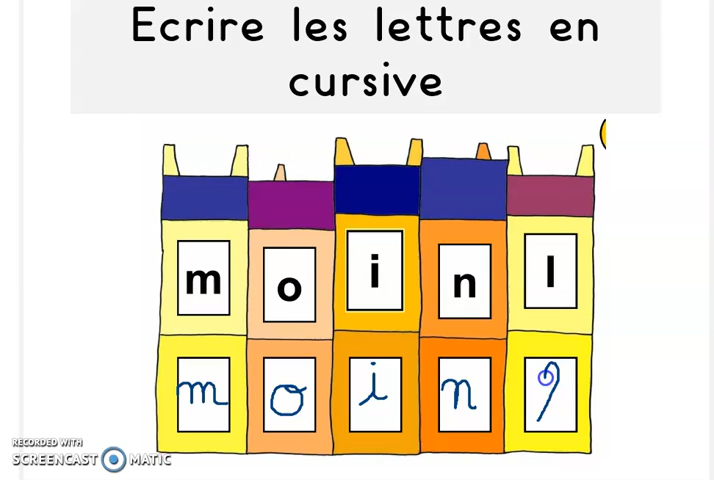 Ecrire les lettres en
cursive
m o i n l
m o i n
RECORDED WITH
SCREENCAST MATIC